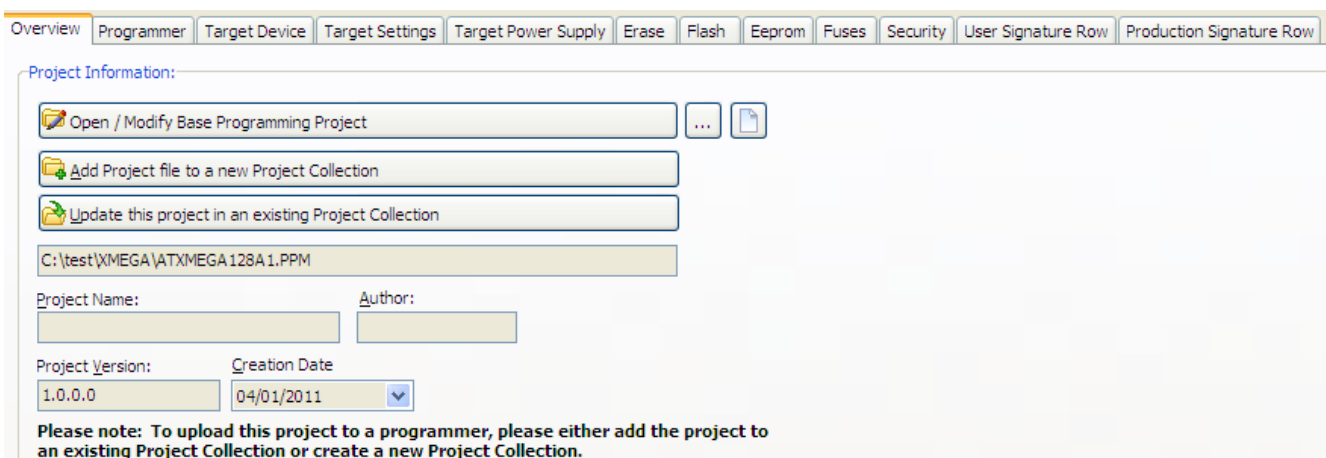 Overview Programmer Target Device Target Settings Target Power Supply Erase Flash Eeprom Fuses Security User Signature Row Production Signature Row
Project Information:
Open / Modify Base Programming Project ...
Add Project file to a new Project Collection
Update this project in an existing Project Collection
C:\test\XMEGA\ATXMEGA128A1.PPM
Project Name: Author:
Project Version: Creation Date
1.0.0.0 04/01/2011
Please note: To upload this project to a programmer, please either add the project to
an existing Project Collection or create a new Project Collection.